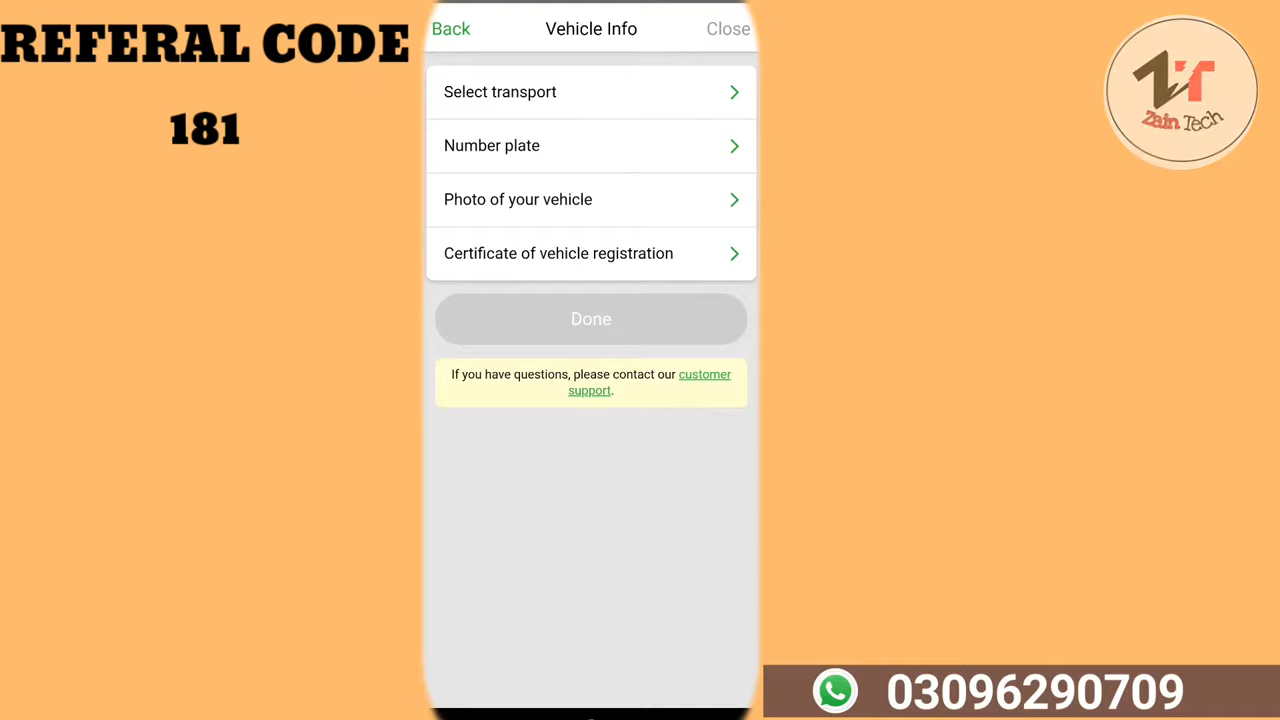 REFERAL CODE
181
Back Vehicle Info Close
Select transport
Number plate
Photo of your vehicle
Certificate of vehicle registration
Done
If you have questions, please contact our customer
support.
ZT
Zain Tech
03096290709